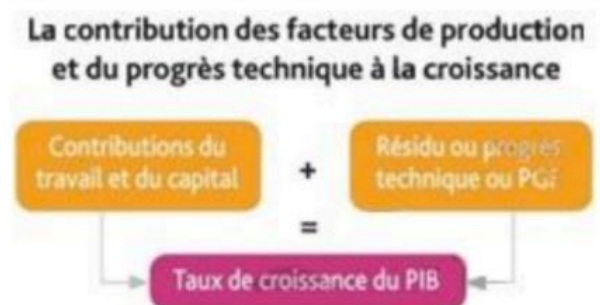 La contribution des facteurs de production
et du progrès technique à la croissance
Contributions du
travail et du capital
+
Résidu ou progrès
technique ou PGF
=
Taux de croissance du PIB